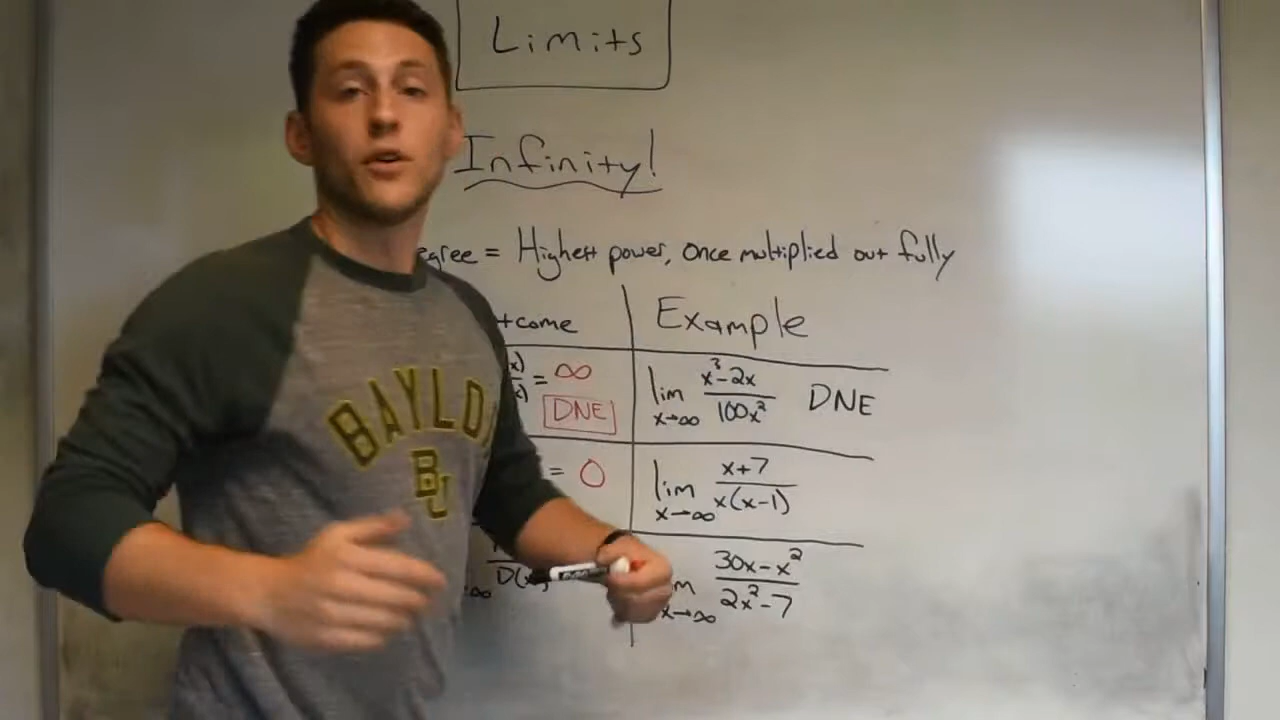 Limits
Infinity!
egree = Highest power, Once multiplied out fully
tcome
Example
x)
x) = ∞
DNE
lim x→∞ x³-2x / 100x² DNE
= 0
lim x→∞ x+7 / x(x-1)
D(x)
∞
m x→∞ 30x-x² / 2x²-7
BAYLO
BU